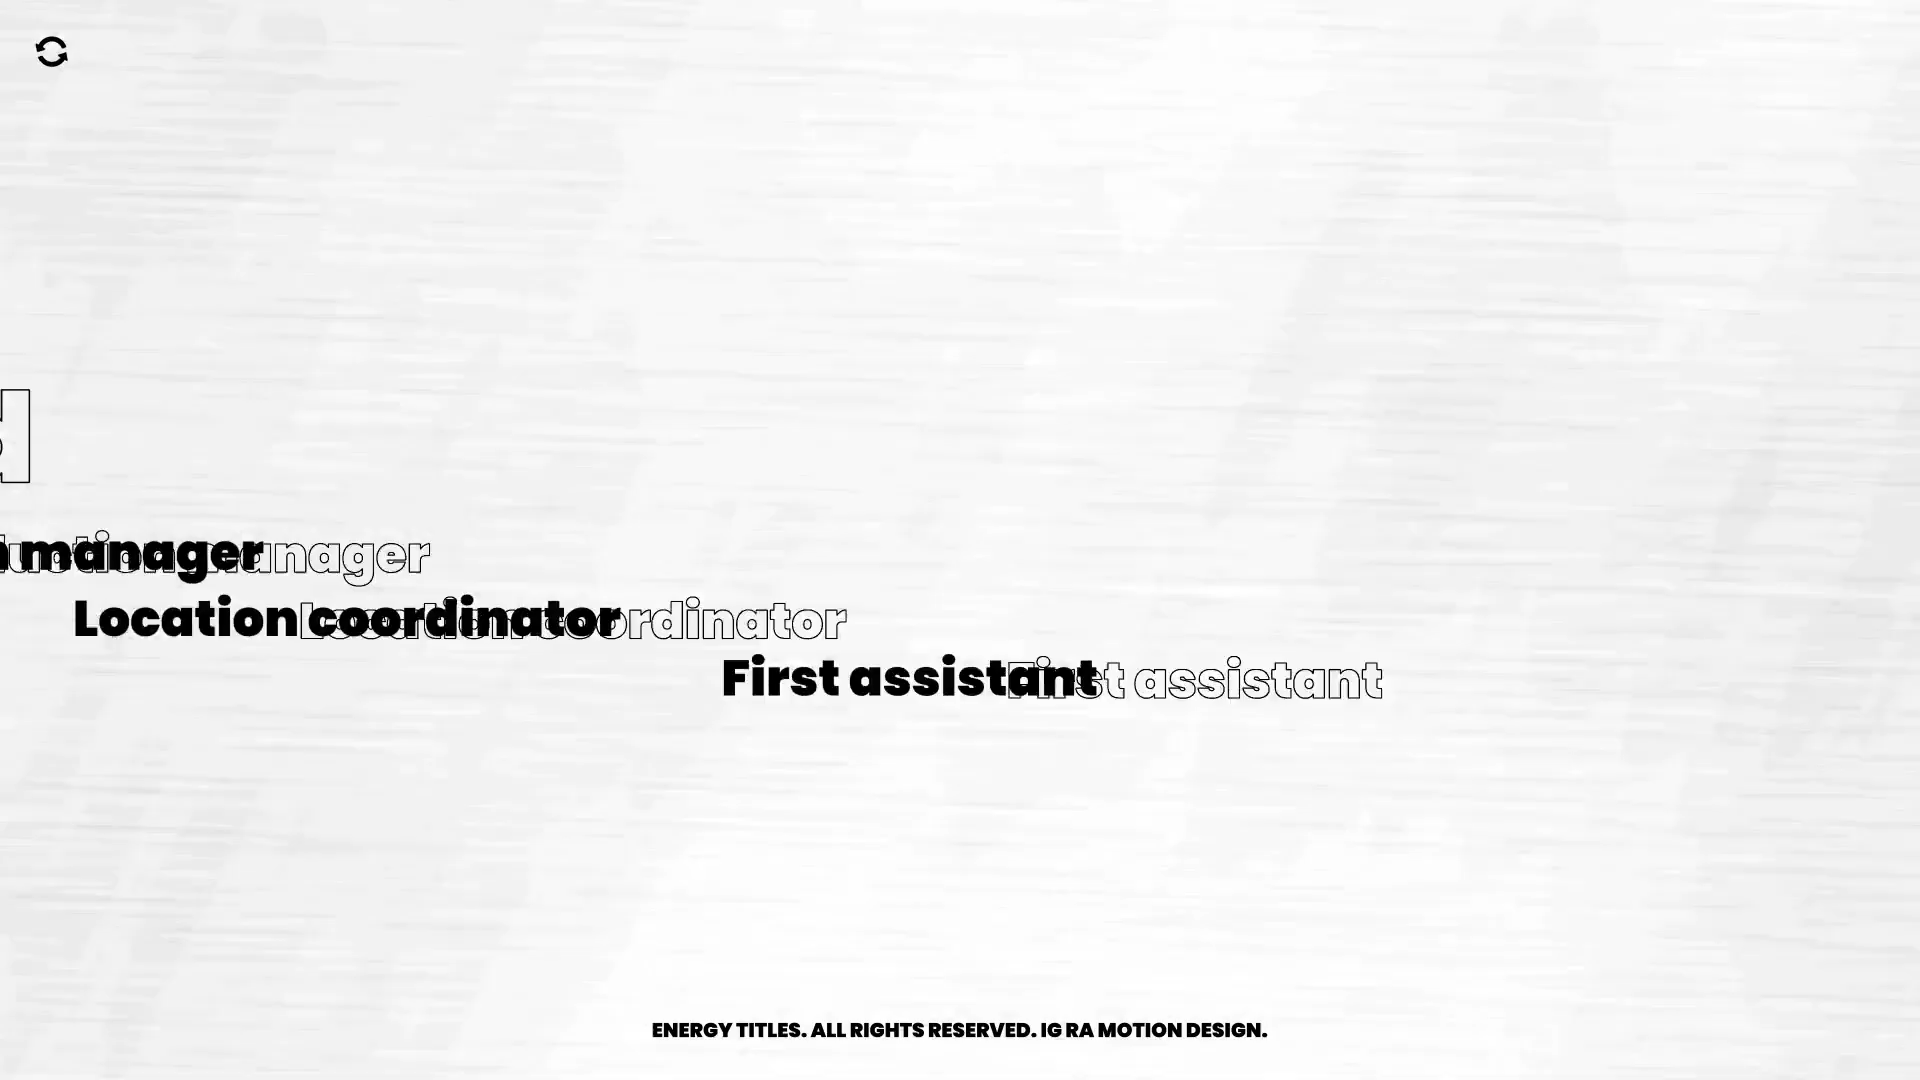 d
manager
Location coordinator
First assistant
ENERGY TITLES. ALL RIGHTS RESERVED. IG RA MOTION DESIGN.